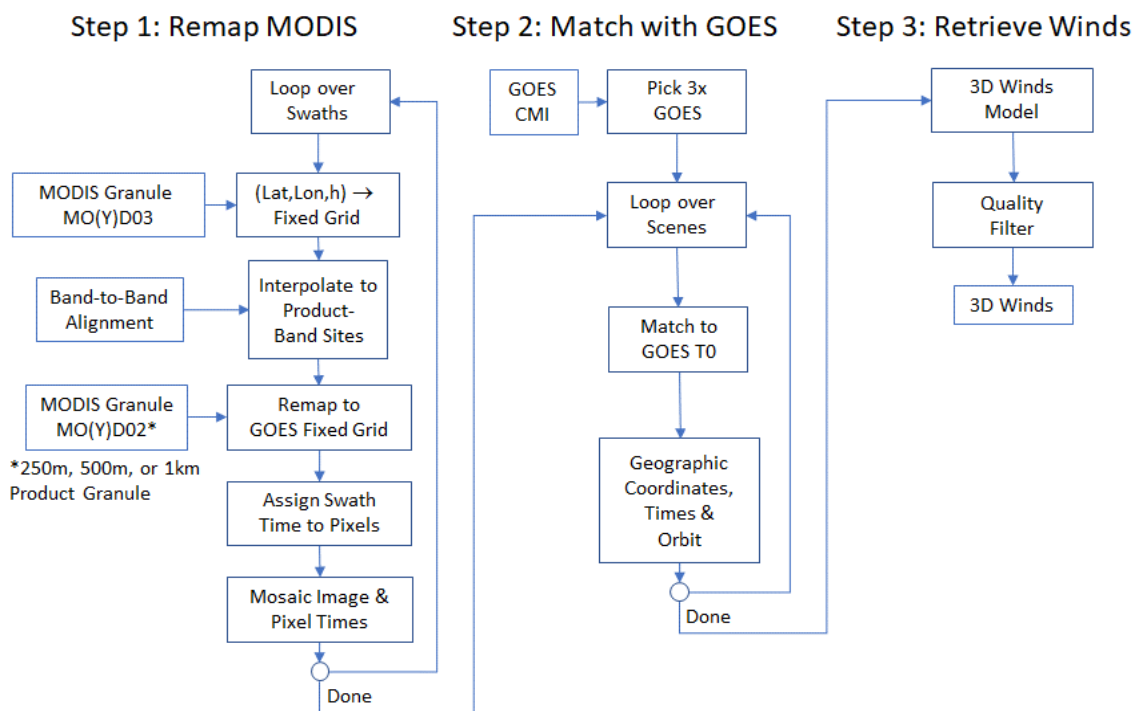 Step 1: Remap MODIS
Loop over
Swaths
MODIS Granule
MO(Y)D03
(Lat,Lon,h) →
Fixed Grid
Band-to-Band
Alignment
Interpolate to
Product-
Band Sites
MODIS Granule
MO(Y)D02*
*250m, 500m, or 1km
Product Granule
Remap to
GOES Fixed Grid
Assign Swath
Time to Pixels
Mosaic Image &
Pixel Times
Done
Step 2: Match with GOES
GOES
CMI
Pick 3x
GOES
Loop over
Scenes
Match to
GOES T0
Geographic
Coordinates,
Times &
Orbit
Done
Step 3: Retrieve Winds
3D Winds
Model
Quality
Filter
3D Winds